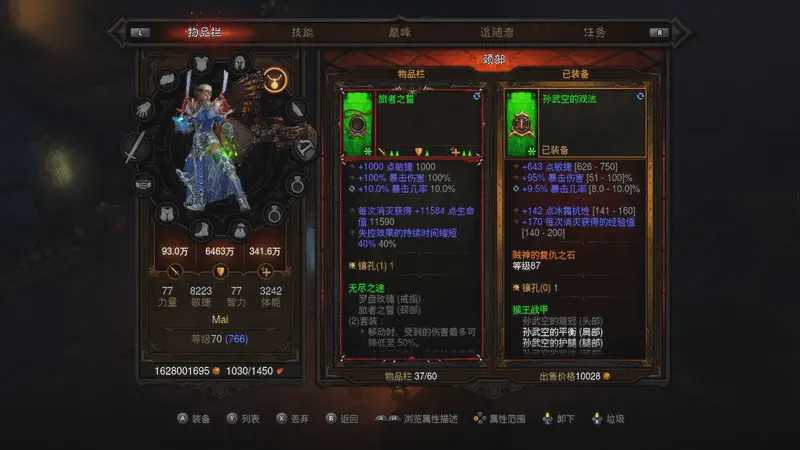 L 物品栏 技能 巅峰 追随者 任务 R
颈部
物品栏
已装备
旅者之誓
孙武空的戏法
已装备
+1000 点敏捷 1000
+100% 暴击伤害 100%
+10.0% 暴击几率 10.0%
每次消灭获得 +11584 点生命值 11590
失控效果的持续时间缩短 40% 40%
镶孔(1) 1
无尽之途
罗盘玫瑰 (戒指)
旅者之誓 (颈部)
(2)套装:
移动时，受到的伤害最多可降低至 50%。
物品栏 37/60
+643 点敏捷 [626 - 750]
+95% 暴击伤害 [51 - 100]%
+9.5% 暴击几率 [8.0 - 10.0]%
+142 点冰霜抗性 [141 - 160]
+170 每次消灭获得的经验值 [140 - 200]
贼神的复仇之石
等级87
镶孔(0) 1
猴王战甲
孙武空的箍冠 (头部)
孙武空的平衡 (肩部)
孙武空的护腿 (腿部)
出售价格10028
93.0万 6463万 341.6万
77 8223 77 3242
力量 敏捷 智力 体能
Mai
等级70 (766)
1628001695 1030/1450
A 装备 Y 列表 X 丢弃 B 返回 浏览属性描述 属性范围 卸下 垃圾